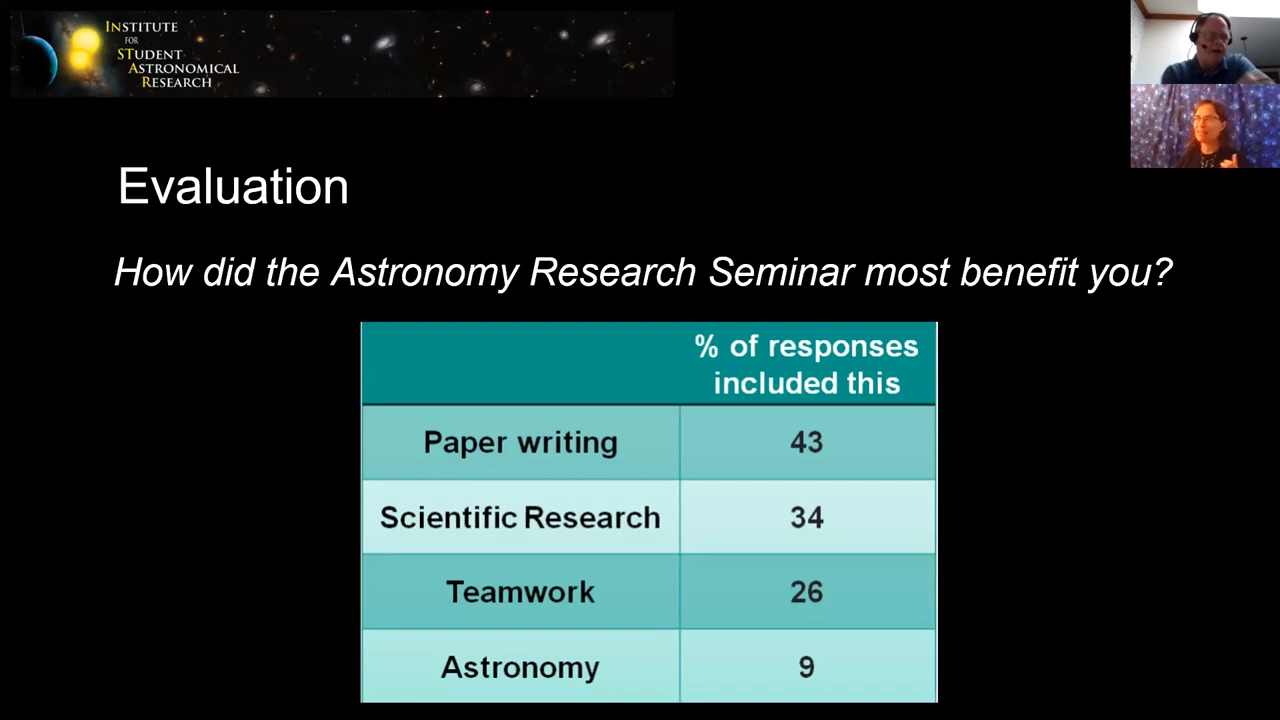 INSTITUTE
FOR
STUDENT
ASTRONOMICAL
RESEARCH
Evaluation
How did the Astronomy Research Seminar most benefit you?
% of responses
included this
Paper writing 43
Scientific Research 34
Teamwork 26
Astronomy 9